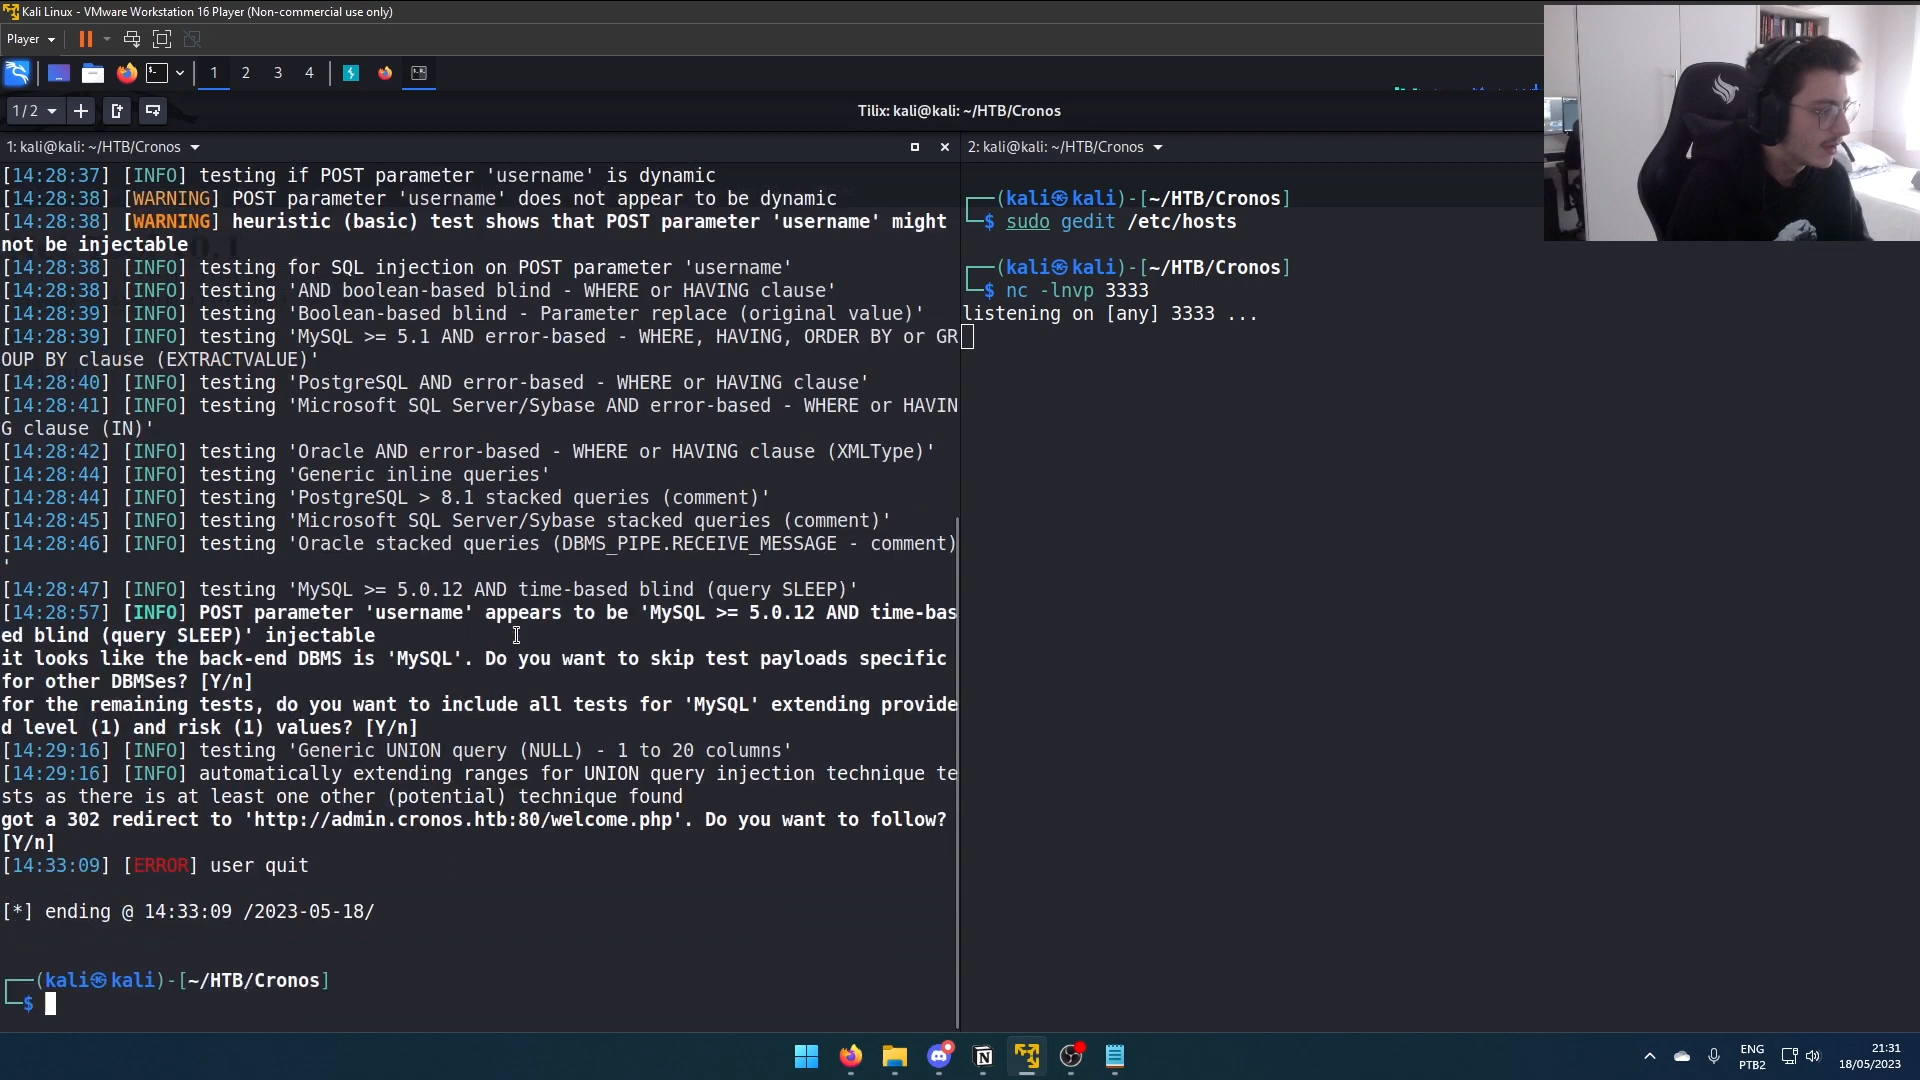 Kali Linux - VMware Workstation 16 Player (Non-commercial use only)
Player
1 2 3 4
1/2
Tilix: kali@kali: ~/HTB/Cronos
1: kali@kali: ~/HTB/Cronos
[14:28:37] [INFO] testing if POST parameter 'username' is dynamic
[14:28:38] [WARNING] POST parameter 'username' does not appear to be dynamic
[14:28:38] [WARNING] heuristic (basic) test shows that POST parameter 'username' might
not be injectable
[14:28:38] [INFO] testing for SQL injection on POST parameter 'username'
[14:28:38] [INFO] testing 'AND boolean-based blind - WHERE or HAVING clause'
[14:28:39] [INFO] testing 'Boolean-based blind - Parameter replace (original value)'
[14:28:39] [INFO] testing 'MySQL >= 5.1 AND error-based - WHERE, HAVING, ORDER BY or GR
OUP BY clause (EXTRACTVALUE)'
[14:28:40] [INFO] testing 'PostgreSQL AND error-based - WHERE or HAVING clause'
[14:28:41] [INFO] testing 'Microsoft SQL Server/Sybase AND error-based - WHERE or HAVIN
G clause (IN)'
[14:28:42] [INFO] testing 'Oracle AND error-based - WHERE or HAVING clause (XMLType)'
[14:28:44] [INFO] testing 'Generic inline queries'
[14:28:44] [INFO] testing 'PostgreSQL > 8.1 stacked queries (comment)'
[14:28:45] [INFO] testing 'Microsoft SQL Server/Sybase stacked queries (comment)'
[14:28:46] [INFO] testing 'Oracle stacked queries (DBMS_PIPE.RECEIVE_MESSAGE - comment)
'
[14:28:47] [INFO] testing 'MySQL >= 5.0.12 AND time-based blind (query SLEEP)'
[14:28:57] [INFO] POST parameter 'username' appears to be 'MySQL >= 5.0.12 AND time-bas
ed blind (query SLEEP)' injectable
it looks like the back-end DBMS is 'MySQL'. Do you want to skip test payloads specific
for other DBMSes? [Y/n]
for the remaining tests, do you want to include all tests for 'MySQL' extending provide
d level (1) and risk (1) values? [Y/n]
[14:29:16] [INFO] testing 'Generic UNION query (NULL) - 1 to 20 columns'
[14:29:16] [INFO] automatically extending ranges for UNION query injection technique te
sts as there is at least one other (potential) technique found
got a 302 redirect to 'http://admin.cronos.htb:80/welcome.php'. Do you want to follow?
[Y/n]
[14:33:09] [ERROR] user quit
[*] ending @ 14:33:09 /2023-05-18/
(kali㉿kali)-[~/HTB/Cronos]
$
2: kali@kali: ~/HTB/Cronos
(kali㉿kali)-[~/HTB/Cronos]
$ sudo gedit /etc/hosts
(kali㉿kali)-[~/HTB/Cronos]
$ nc -lnvp 3333
listening on [any] 3333 ...
ENG
PTB2
21:31
18/05/2023